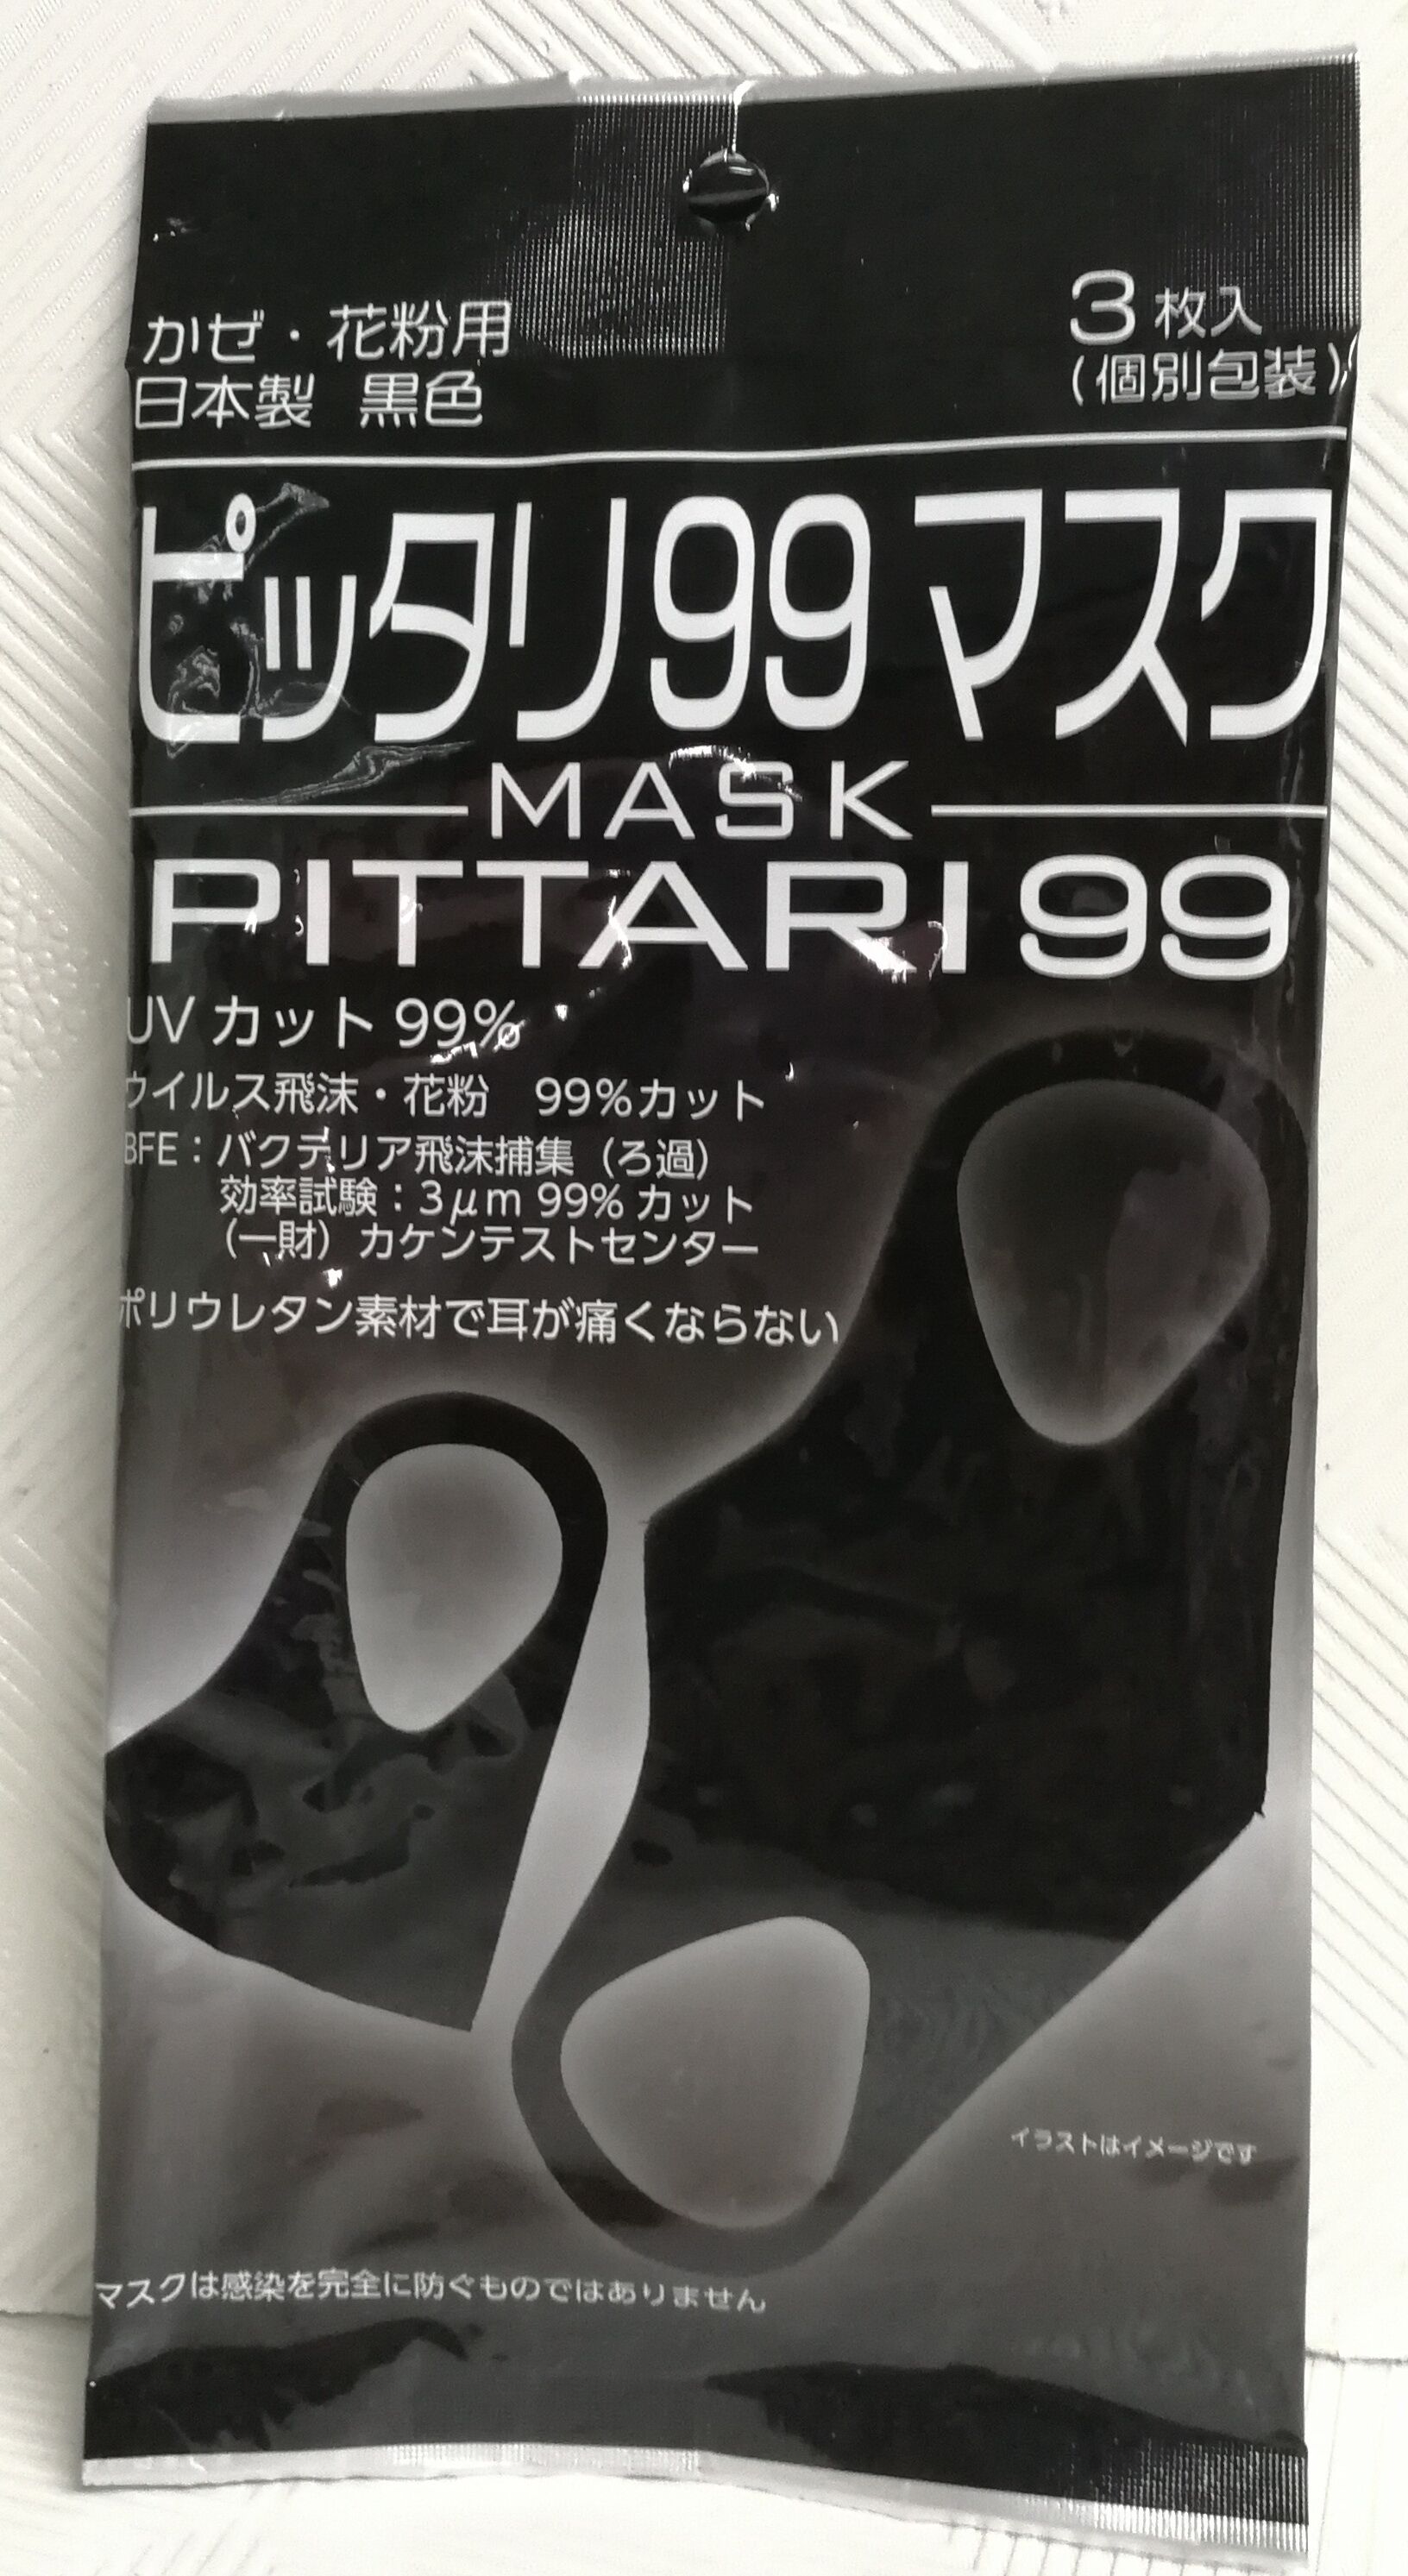 かぜ・花粉用
日本製 黒色
3枚入
(個別包装)
ピッタリ99マスク
MASK
PITTARI 99
UV カット 99%
ウイルス飛沫・花粉 99%カット
BFE：バクテリア飛沫捕集（ろ過）
効率試験：3μm 99% カット
（一財）カケンテストセンター
ポリウレタン素材で耳が痛くならない
イラストはイメージです
マスクは感染を完全に防ぐものではありません